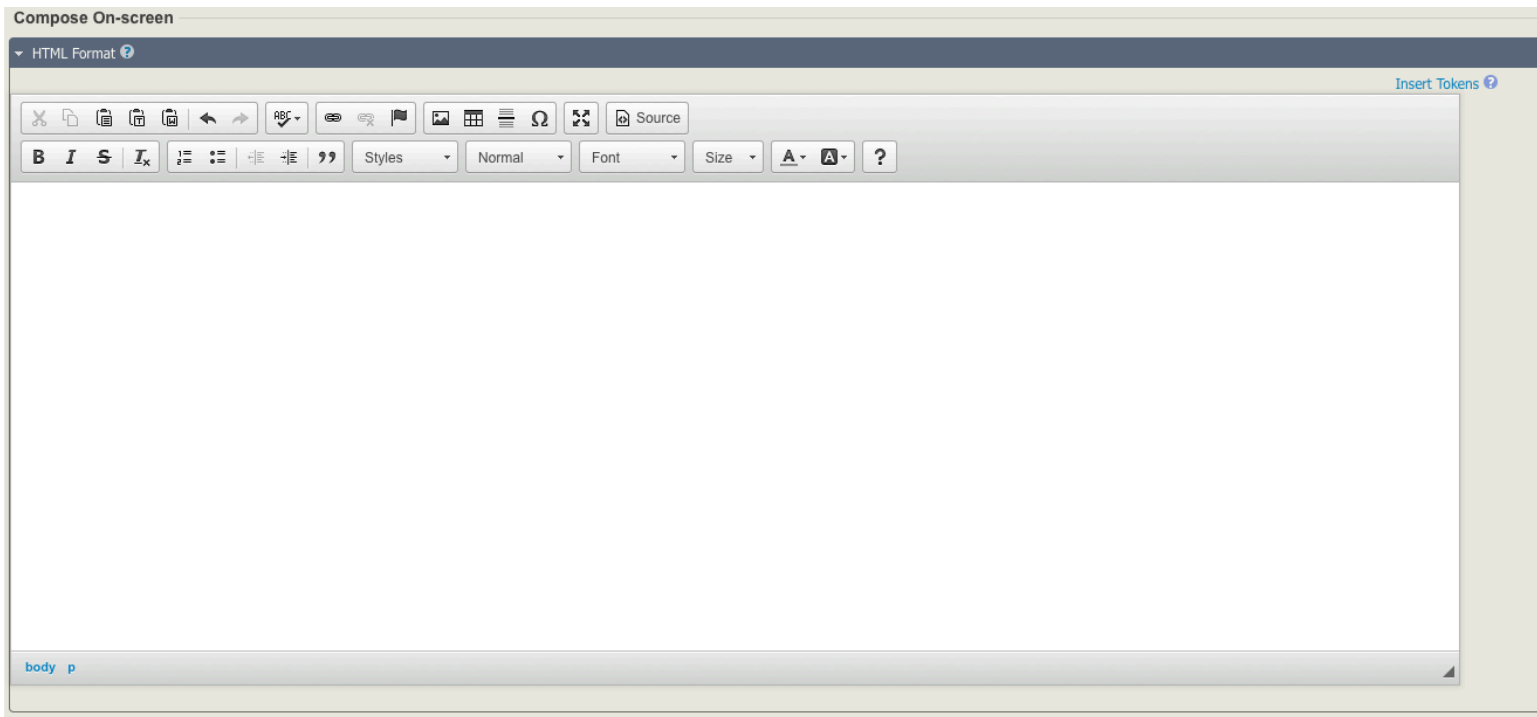 Compose On-screen
HTML Format
Insert Tokens
Source
Styles Normal Font Size
body p